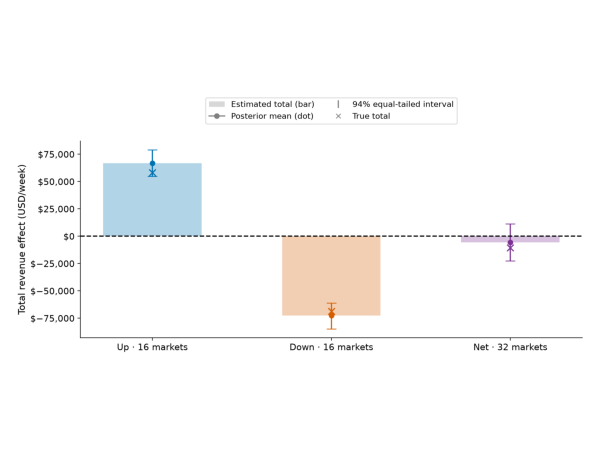 Estimated total (bar)
Posterior mean (dot)
94% equal-tailed interval
True total
Total revenue effect (USD/week)
$75,000
$50,000
$25,000
$0
$−25,000
$−50,000
$−75,000
Up · 16 markets
Down · 16 markets
Net · 32 markets